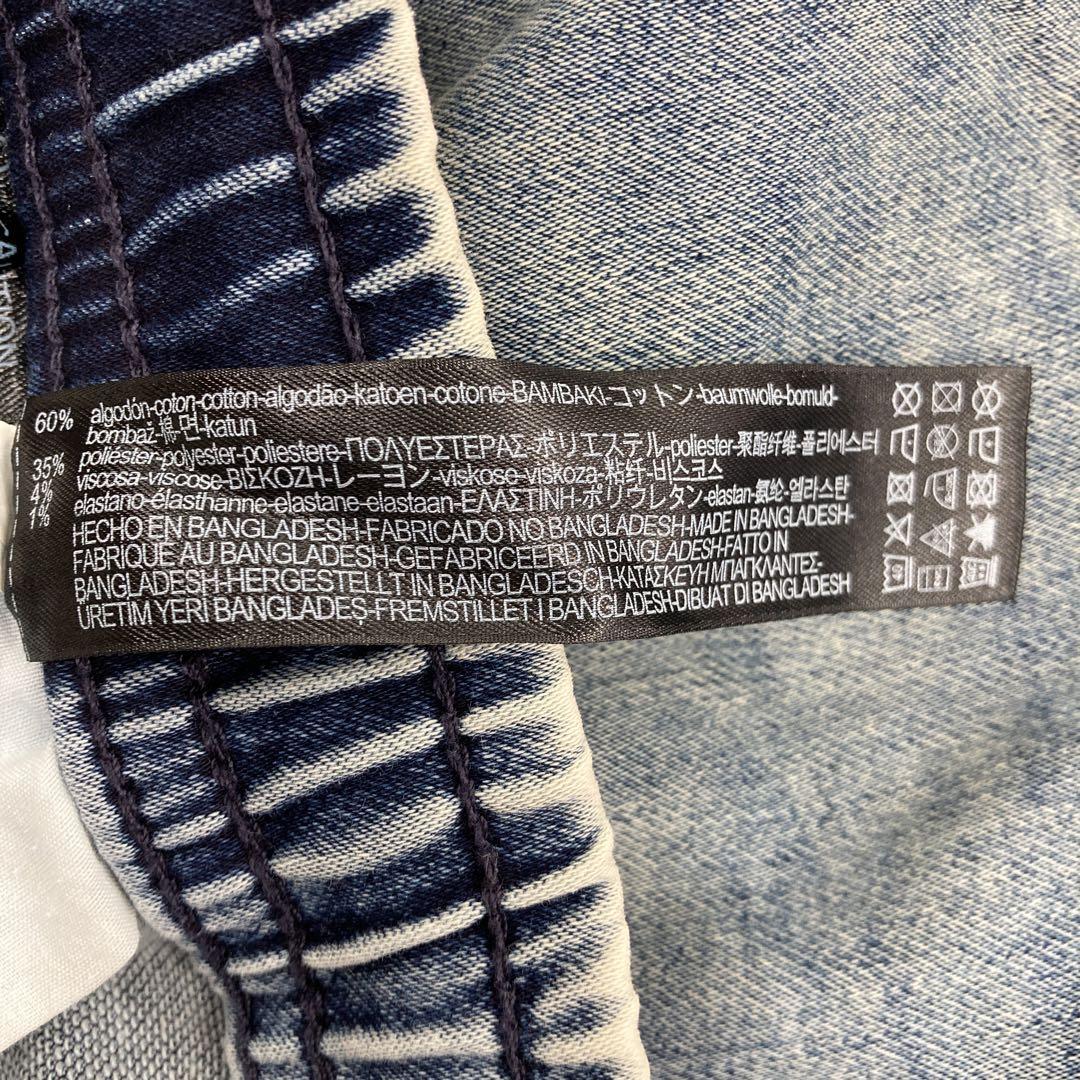 CAUTION
60% algodón-coton-cotton-algodão-katoen-cotone-BAMBAKI-コットン-baumwolle-bomuld-
bombaž-棉-면-katun
35% poliéster-polyester-poliestere-ΠΟΛΥΕΣΤΕΡΑΣ-ポリエステル-poliester-聚酯纤维-폴리에스터
4% viscosa-viscose-ΒΙΣΚΟΖΗ-レーヨン-viskose-viskoza-粘纤-비스코스
1% elastano-élasthanne-elastane-elastaan-ΕΛΑΣΤΙΝΗ-ポリウレタン-elastan-氨纶-엘라스탄
HECHO EN BANGLADESH-FABRICADO NO BANGLADESH-MADE IN BANGLADESH-
FABRIQUÉ AU BANGLADESH-GEFABRICEERD IN BANGLADESH-FATTO IN
BANGLADESH-HERGESTELLT IN BANGLADESCH-ΚΑΤΑΣΚΕΥΗ ΜΠΑΓΚΛΑΝΤΕΣ-
ÜRETİM YERİ BANGLADEŞ-FREMSTILLET I BANGLADESH-DIBUAT DI BANGLADESH